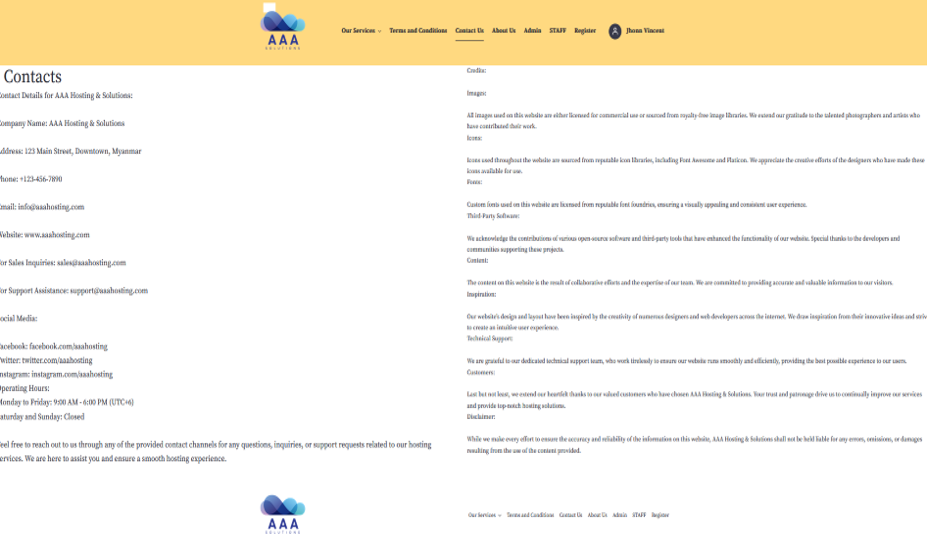 AAA
SOLUTIONS
Our Services
Terms and Conditions
Contact Us
About Us
Admin
STAFF
Register
Jhonn Vincent
Contacts
ontact Details for AAA Hosting & Solutions:
ompany Name: AAA Hosting & Solutions
ddress: 123 Main Street, Downtown, Myanmar
hone: +123-456-7890
mail: info@aaahosting.com
Website: www.aaahosting.com
or Sales Inquiries: sales@aaahosting.com
or Support Assistance: support@aaahosting.com
ocial Media:
acebook: facebook.com/aaahosting
witter: twitter.com/aaahosting
nstagram: instagram.com/aaahosting
perating Hours:
Monday to Friday: 9:00 AM - 6:00 PM (UTC+6)
aturday and Sunday: Closed
eel free to reach out to us through any of the provided contact channels for any questions, inquiries, or support requests related to our hosting
ervices. We are here to assist you and ensure a smooth hosting experience.
Credits:
Images:
All images used on this website are either licensed for commercial use or sourced from royalty-free image libraries. We extend our gratitude to the talented photographers and artists who
have contributed their work.
Icons:
Icons used throughout the website are sourced from reputable icon libraries, including Font Awesome and Flaticon. We appreciate the creative efforts of the designers who have made these
icons available for use.
Fonts:
Custom fonts used on this website are licensed from reputable font foundries, ensuring a visually appealing and consistent user experience.
Third-Party Software:
We acknowledge the contributions of various open-source software and third-party tools that have enhanced the functionality of our website. Special thanks to the developers and
communities supporting these projects.
Content:
The content on this website is the result of collaborative efforts and the expertise of our team. We are committed to providing accurate and valuable information to our visitors.
Inspiration:
Our website's design and layout have been inspired by the creativity of numerous designers and web developers across the internet. We draw inspiration from their innovative ideas and striv
to create an intuitive user experience.
Technical Support:
We are grateful to our dedicated technical support team, who work tirelessly to ensure our website runs smoothly and efficiently, providing the best possible experience to our users.
Customers:
Last but not least, we extend our heartfelt thanks to our valued customers who have chosen AAA Hosting & Solutions. Your trust and patronage drive us to continually improve our services
and provide top-notch hosting solutions.
Disclaimer:
While we make every effort to ensure the accuracy and reliability of the information on this website, AAA Hosting & Solutions shall not be held liable for any errors, omissions, or damages
resulting from the use of the content provided.
AAA
SOLUTIONS
Our Services
Terms and Conditions
Contact Us
About Us
Admin
STAFF
Register